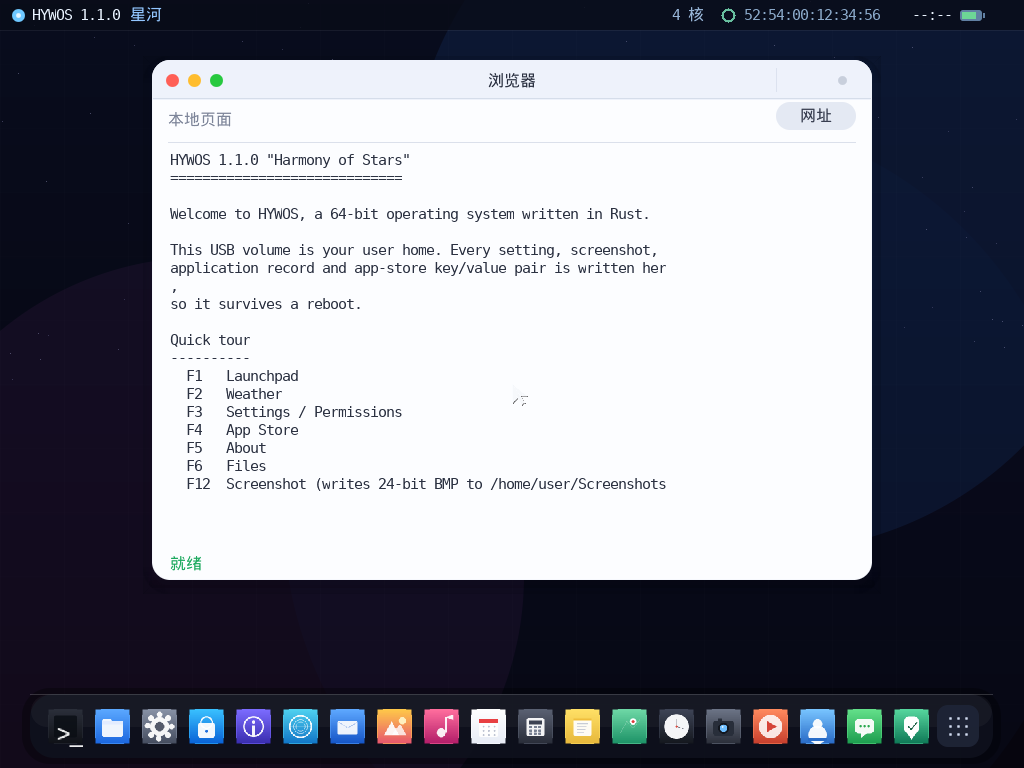 HYWOS 1.1.0 星河
4 核
52:54:00:12:34:56
--:--
浏览器
本地页面
网址
HYWOS 1.1.0 "Harmony of Stars"
=============================
Welcome to HYWOS, a 64-bit operating system written in Rust.
This USB volume is your user home. Every setting, screenshot,
application record and app-store key/value pair is written her
,
so it survives a reboot.
Quick tour
----------
F1 Launchpad
F2 Weather
F3 Settings / Permissions
F4 App Store
F5 About
F6 Files
F12 Screenshot (writes 24-bit BMP to /home/user/Screenshots
就绪